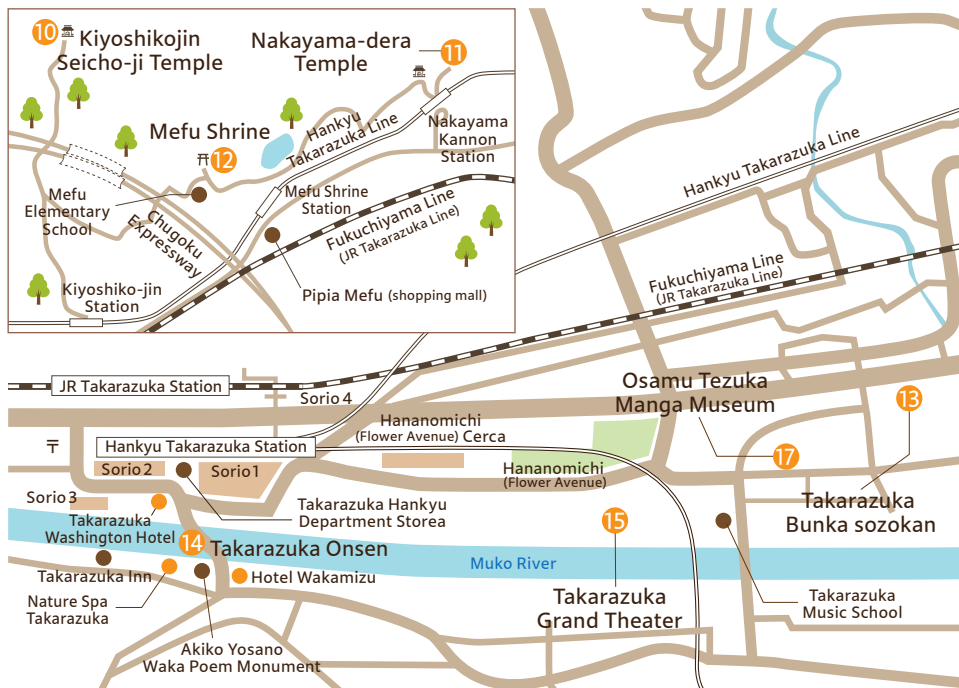 10
Kiyoshikojin
Seicho-ji Temple
Nakayama-dera
Temple
11
Mefu Shrine
12
Hankyu
Takarazuka Line
Nakayama
Kannon
Station
Mefu
Elementary
School
Chugoku
Expressway
Mefu Shrine
Station
Fukuchiyama Line
(JR Takarazuka Line)
Kiyoshiko-jin
Station
Pipia Mefu (shopping mall)
Hankyu Takarazuka Line
Fukuchiyama Line
(JR Takarazuka Line)
JR Takarazuka Station
Sorio 4
Osamu Tezuka
Manga Museum
13
Hananomichi
(Flower Avenue) Cerca
〒
Hankyu Takarazuka Station
17
Sorio 2
Sorio 1
Hananomichi
(Flower Avenue)
Sorio 3
Takarazuka
Washington Hotel
Takarazuka Hankyu
Department Storea
Takarazuka
Bunka sozokan
15
14
Takarazuka Onsen
Muko River
Takarazuka Inn
Hotel Wakamizu
Nature Spa
Takarazuka
Takarazuka
Grand Theater
Takarazuka
Music School
Akiko Yosano
Waka Poem Monument